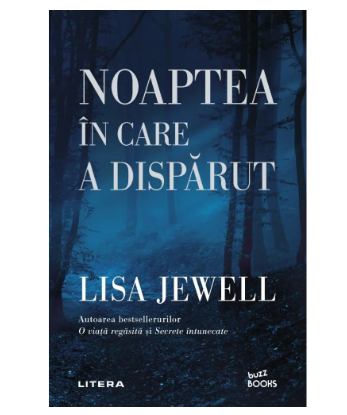 NOAPTEA
ÎN CARE
A DISPĂRUT
LISA JEWELL
Autoarea bestsellerurilor
O viață regăsită și Secrete întunecate
LITERA
buzz
BOOKS